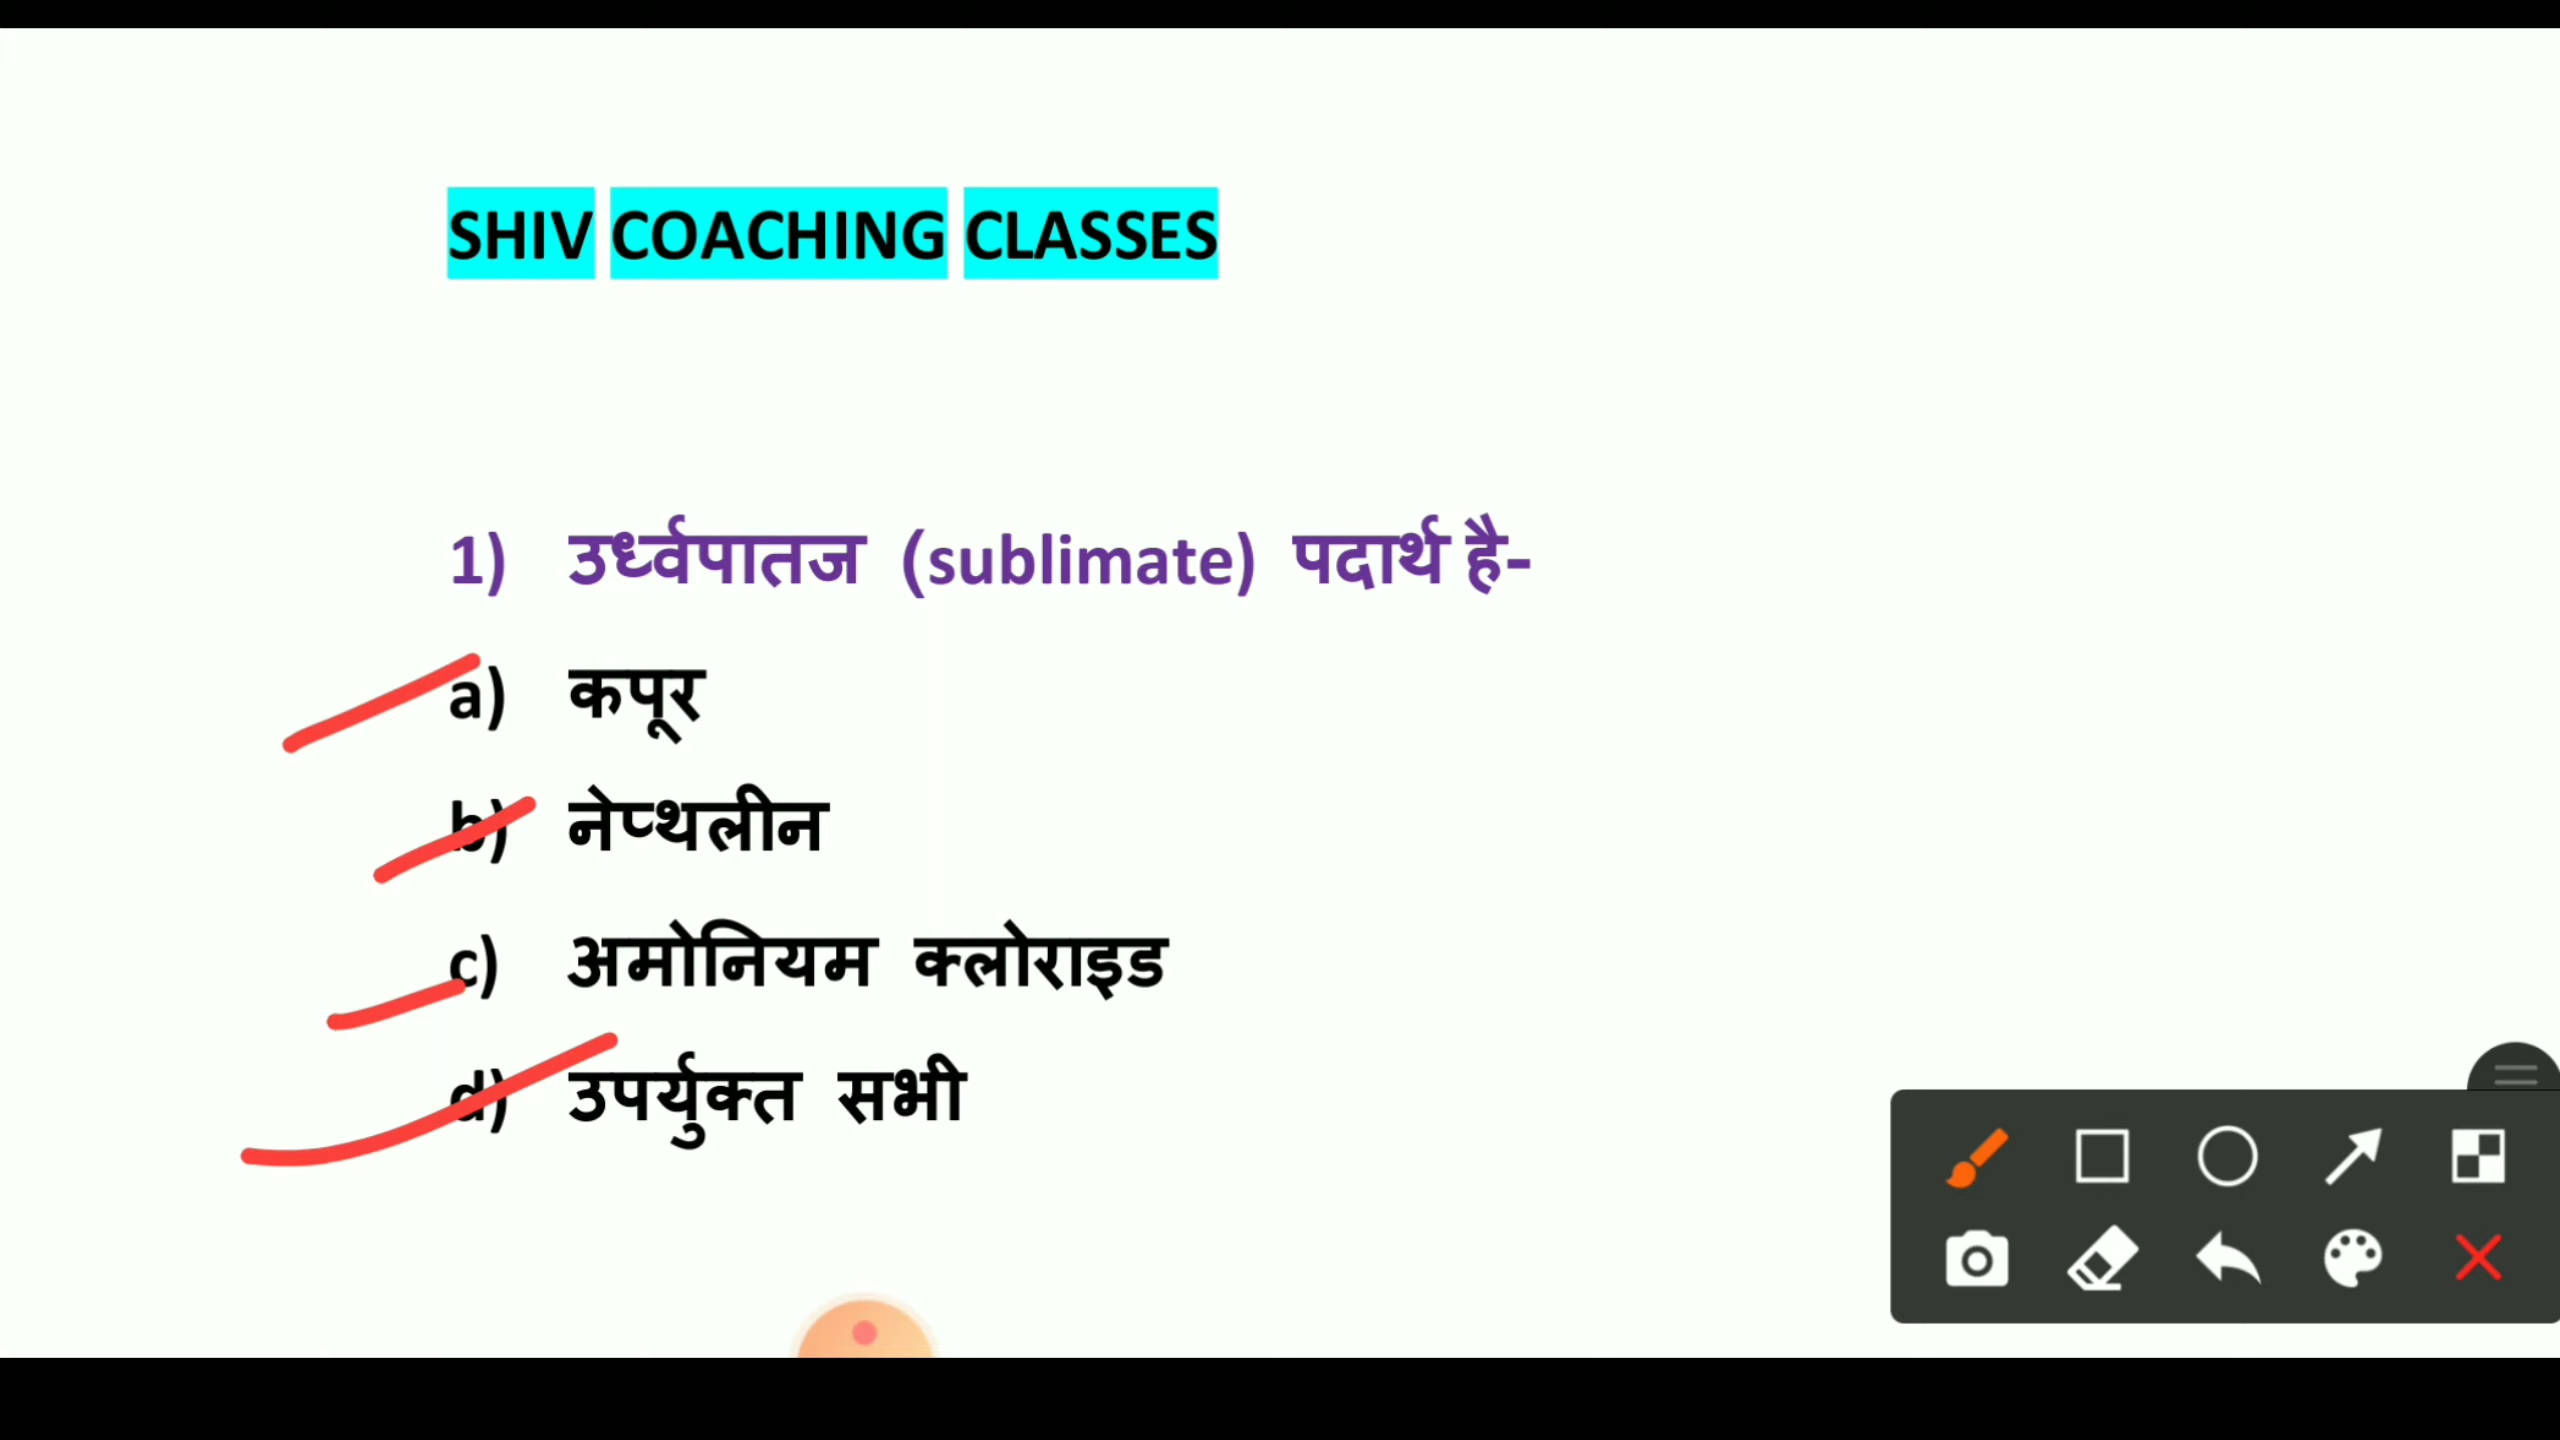 SHIV COACHING CLASSES
1) उर्ध्वपातज (sublimate) पदार्थ है-
a) कपूर
b) नेप्थलीन
c) अमोनियम क्लोराइड
d) उपर्युक्त सभी